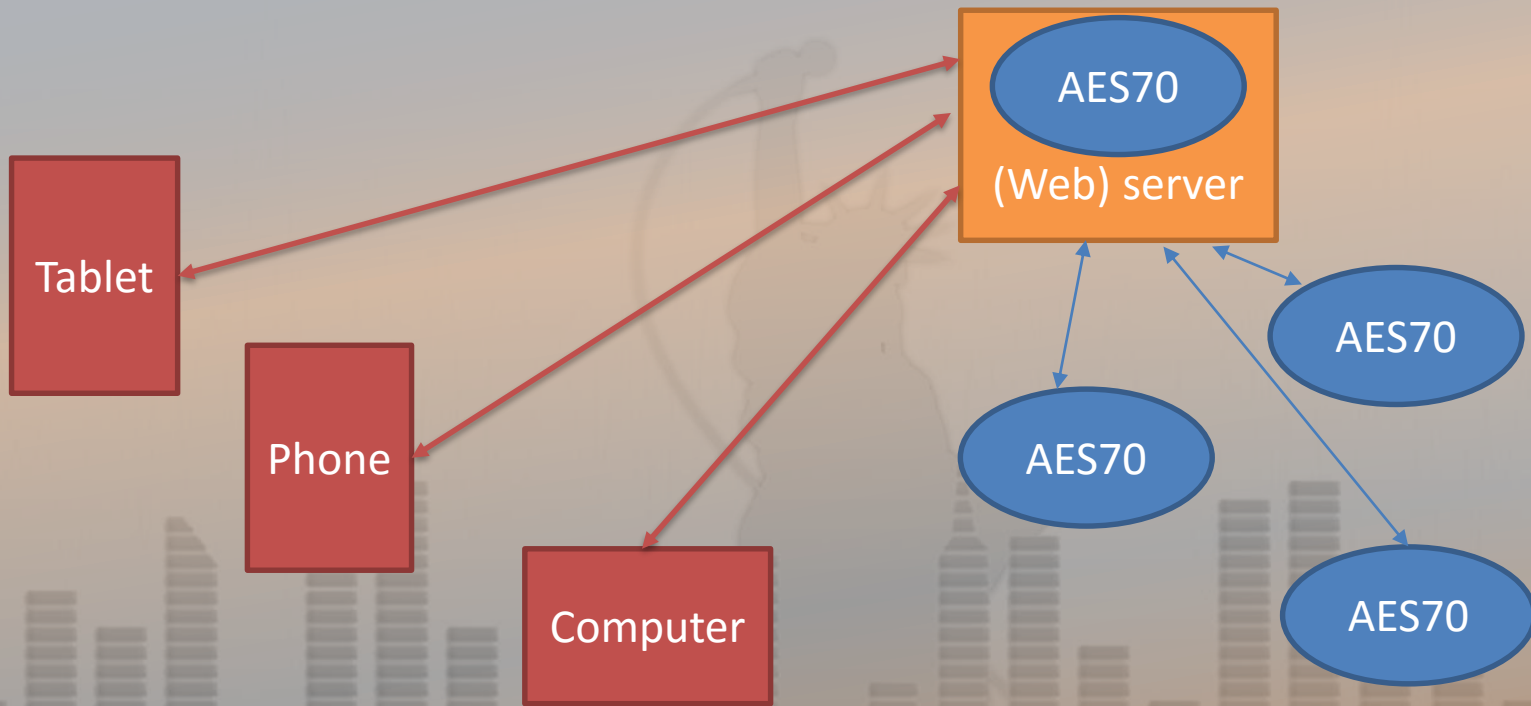 AES70
(Web) server
Tablet
AES70
Phone
AES70
Computer
AES70